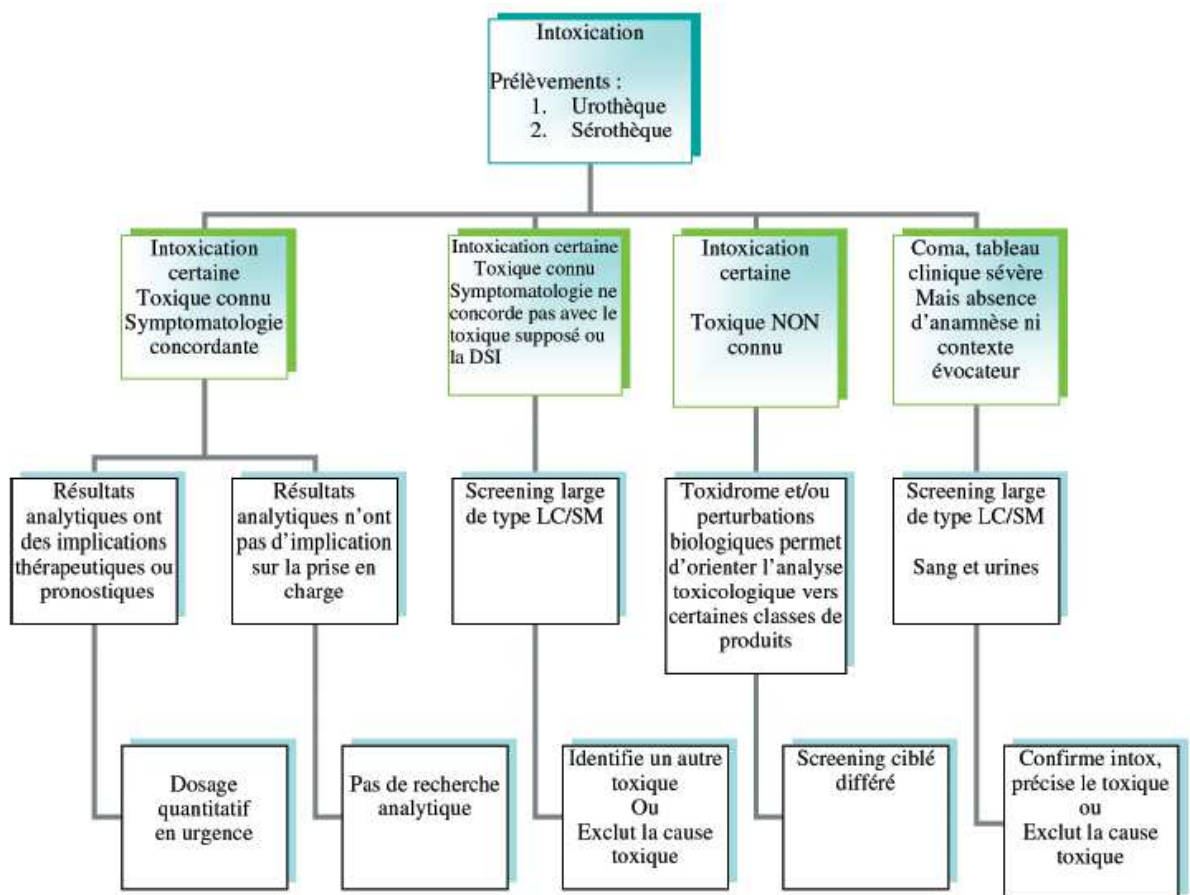 Intoxication
Prélèvements :
1. Urothèque
2. Sérothèque
Intoxication
certaine
Toxique connu
Symptomatologie
concordante
Intoxication certaine
Toxique connu
Symptomatologie ne
concorde pas avec le
toxique supposé ou
la DSI
Intoxication
certaine
Toxique NON
connu
Coma, tableau
clinique sévère
Mais absence
d'anamnèse ni
contexte
évocateur
Résultats
analytiques ont
des implications
thérapeutiques ou
pronostiques
Résultats
analytiques n'ont
pas d'implication
sur la prise en
charge
Screening large
de type LC/SM
Toxidrome et/ou
perturbations
biologiques permet
d'orienter l'analyse
toxicologique vers
certaines classes de
produits
Screening large
de type LC/SM
Sang et urines
Dosage
quantitatif
en urgence
Pas de recherche
analytique
Identifie un autre
toxique
Ou
Exclut la cause
toxique
Screening ciblé
différé
Confirme intox,
précise le toxique
ou
Exclut la cause
toxique